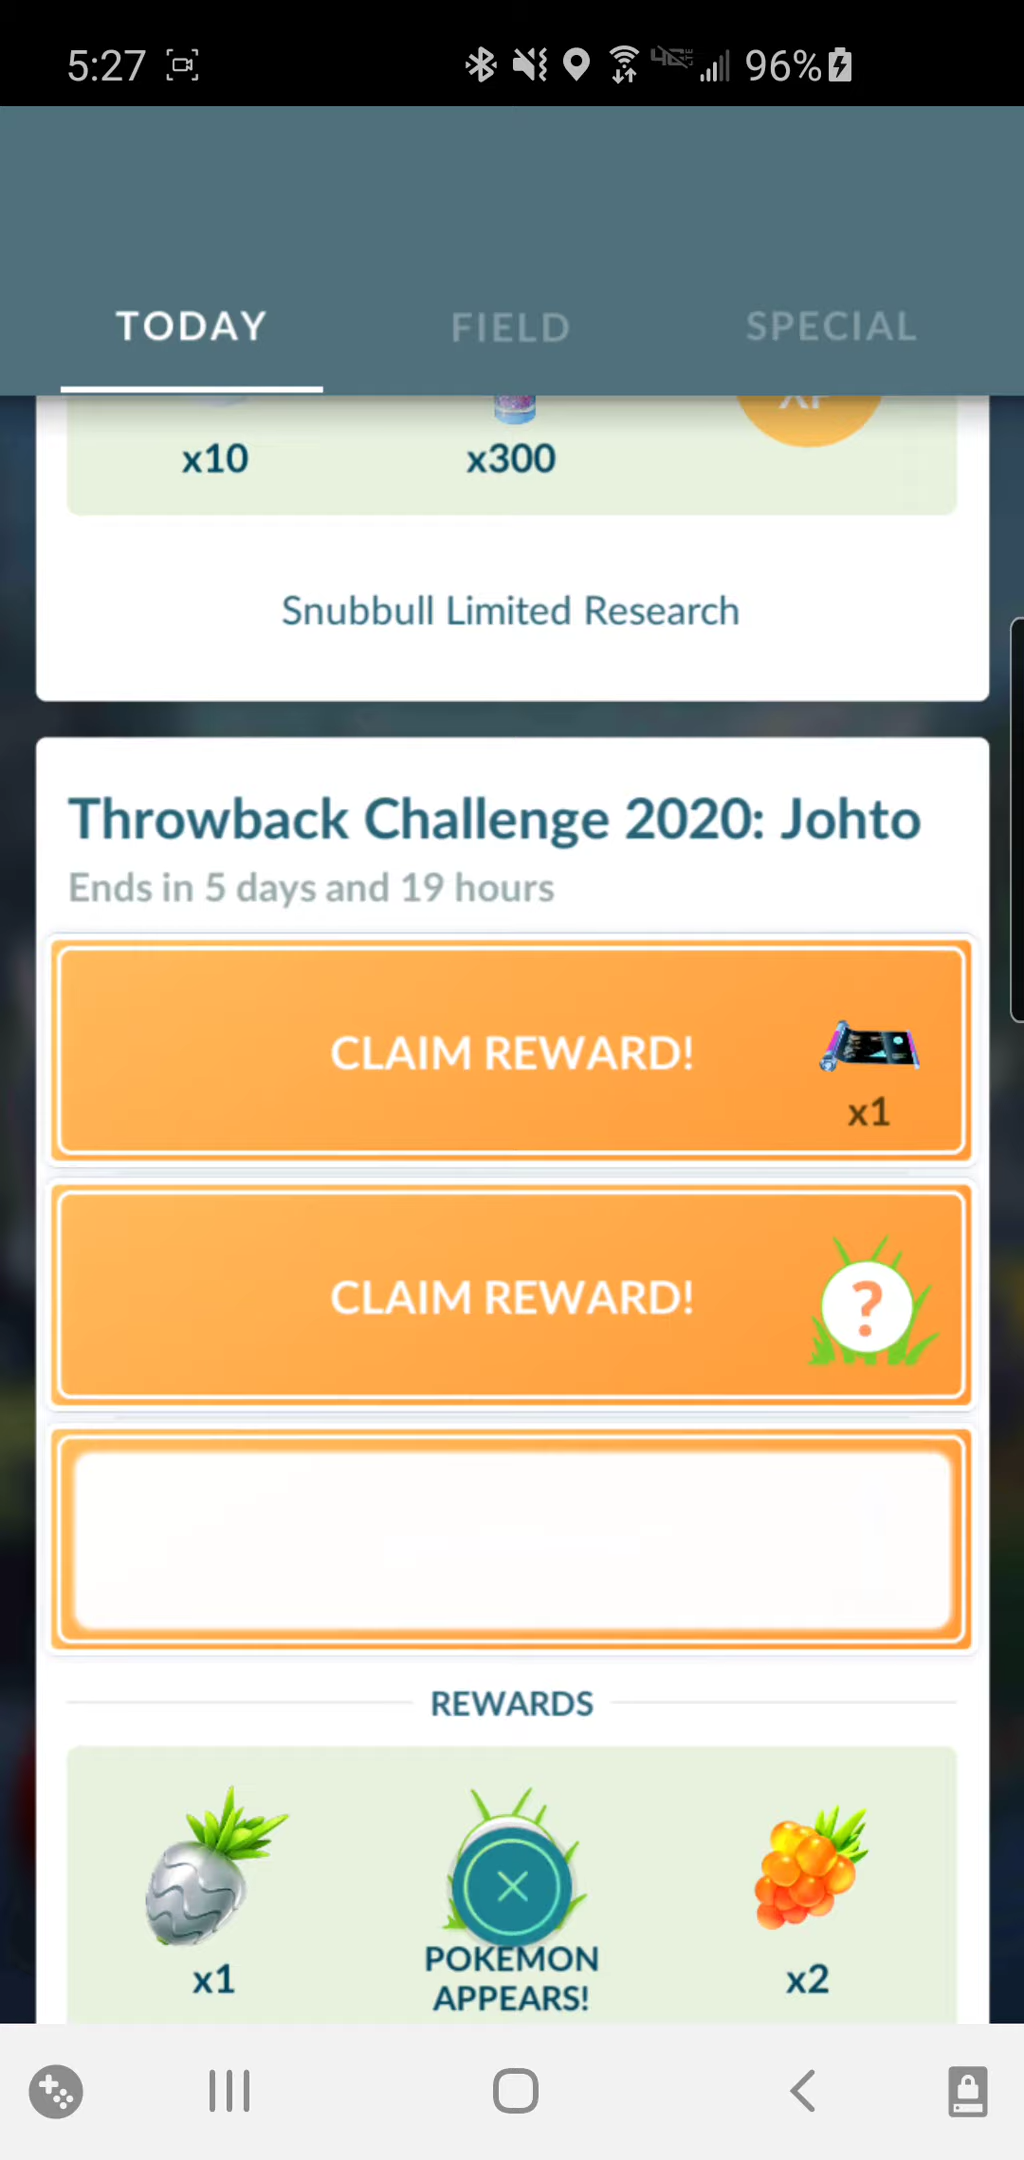 5:27 96%
TODAY FIELD SPECIAL
x10 x300 XP
Snubbull Limited Research
Throwback Challenge 2020: Johto
Ends in 5 days and 19 hours
CLAIM REWARD!
x1
CLAIM REWARD!
?
REWARDS
x1 POKEMON APPEARS! x2